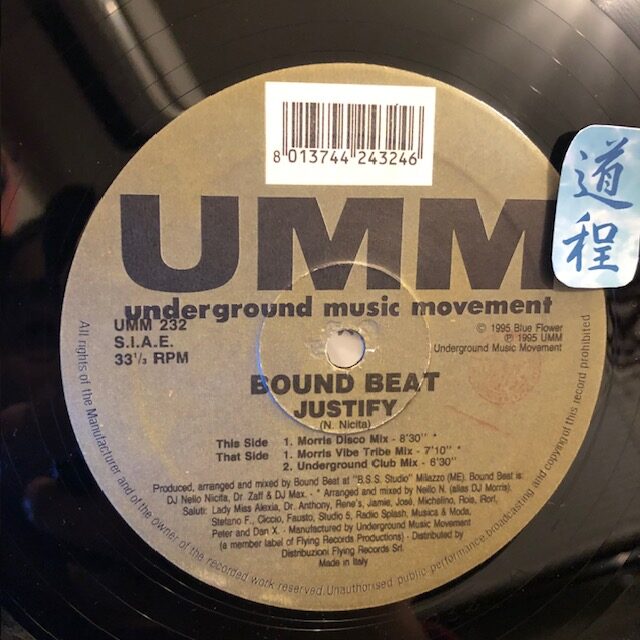 8 013744 243246
道程
UMM
underground music movement
UMM 232
S.I.A.E.
33 1/3 RPM
© 1995 Blue Flower
℗ 1995 UMM
Underground Music Movement
BOUND BEAT
JUSTIFY
(N. Nicita)
This Side 1. Morris Disco Mix - 8'30'' *
That Side 1. Morris Vibe Tribe Mix - 7'10'' *
2. Underground Club Mix - 6'30''
Produced, arranged and mixed by Bound Beat at "B.S.S. Studio" Milazzo (ME). Bound Beat is:
DJ Nello Nicita, Dr. Zaff & DJ Max. - * Arranged and mixed by Nello N. (alias DJ Morris).
Saluti: Lady Miss Alexia, Dr. Anthony, Rene's, Jamie, José, Michelino, Roa, Rori,
Stefano F., Ciccio, Fausto, Studio 5, Radio Splash, Musica & Moda,
Peter and Dan X. - Manufactured by Underground Music Movement
(a member label of Flying Records Productions) - Distributed by
Distribuzioni Flying Records Srl.
Made in Italy
All rights of the Manufacturer and of the owner of the recorded work reserved. Unauthorised public performance, broadcasting and copying of this record prohibited